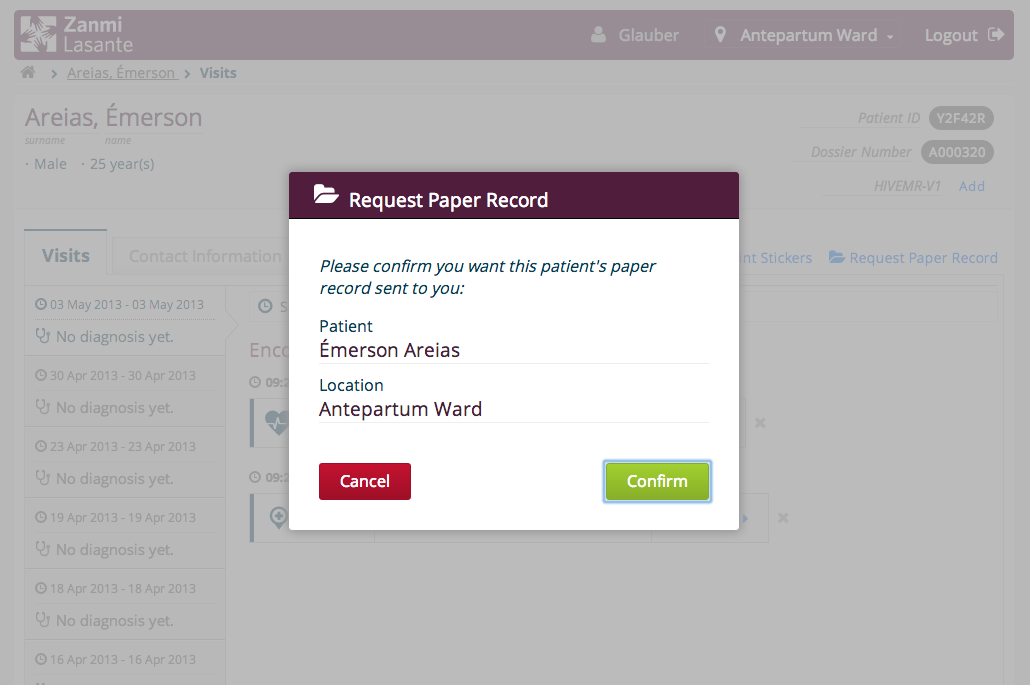 Zanmi
Lasante
Glauber
Antepartum Ward
Logout
Areias, Émerson > Visits
Areias, Émerson
surname name
· Male · 25 year(s)
Patient ID Y2F42R
Dossier Number A000320
HIVEMR-V1 Add
Visits
Contact Information
nt Stickers
Request Paper Record
03 May 2013 - 03 May 2013
No diagnosis yet.
30 Apr 2013 - 30 Apr 2013
No diagnosis yet.
23 Apr 2013 - 23 Apr 2013
No diagnosis yet.
19 Apr 2013 - 19 Apr 2013
No diagnosis yet.
18 Apr 2013 - 18 Apr 2013
No diagnosis yet.
16 Apr 2013 - 16 Apr 2013
S
Enco
09:2
09:2
Request Paper Record
Please confirm you want this patient's paper
record sent to you:
Patient
Émerson Areias
Location
Antepartum Ward
Cancel
Confirm